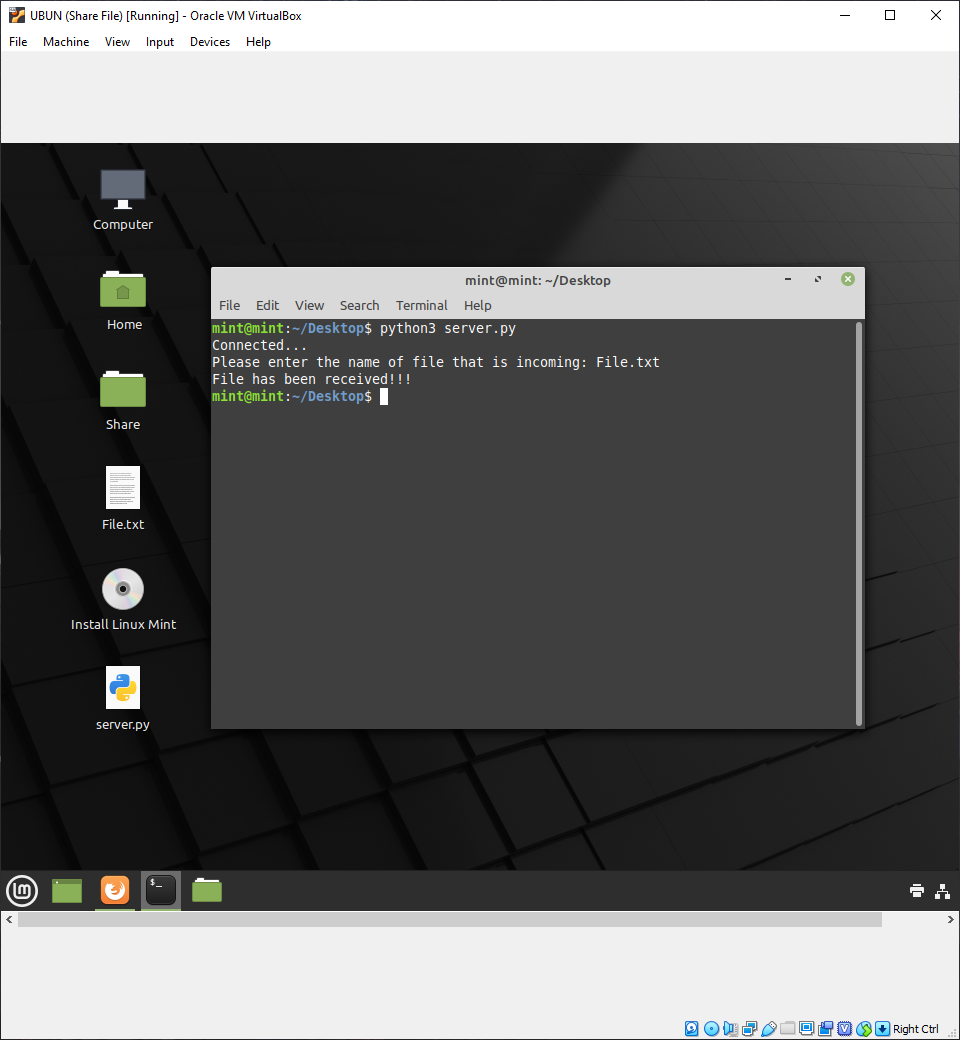 UBUN (Share File) [Running] - Oracle VM VirtualBox
File Machine View Input Devices Help
Computer
Home
Share
File.txt
Install Linux Mint
server.py
mint@mint: ~/Desktop
File Edit View Search Terminal Help
mint@mint:~/Desktop$ python3 server.py
Connected...
Please enter the name of file that is incoming: File.txt
File has been received!!!
mint@mint:~/Desktop$
$_
Right Ctrl